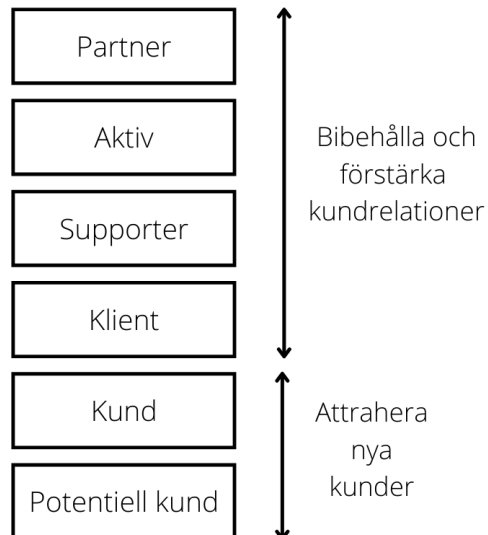 Partner
Aktiv
Supporter
Klient
Kund
Potentiell kund
Bibehålla och
förstärka
kundrelationer
Attrahera
nya
kunder